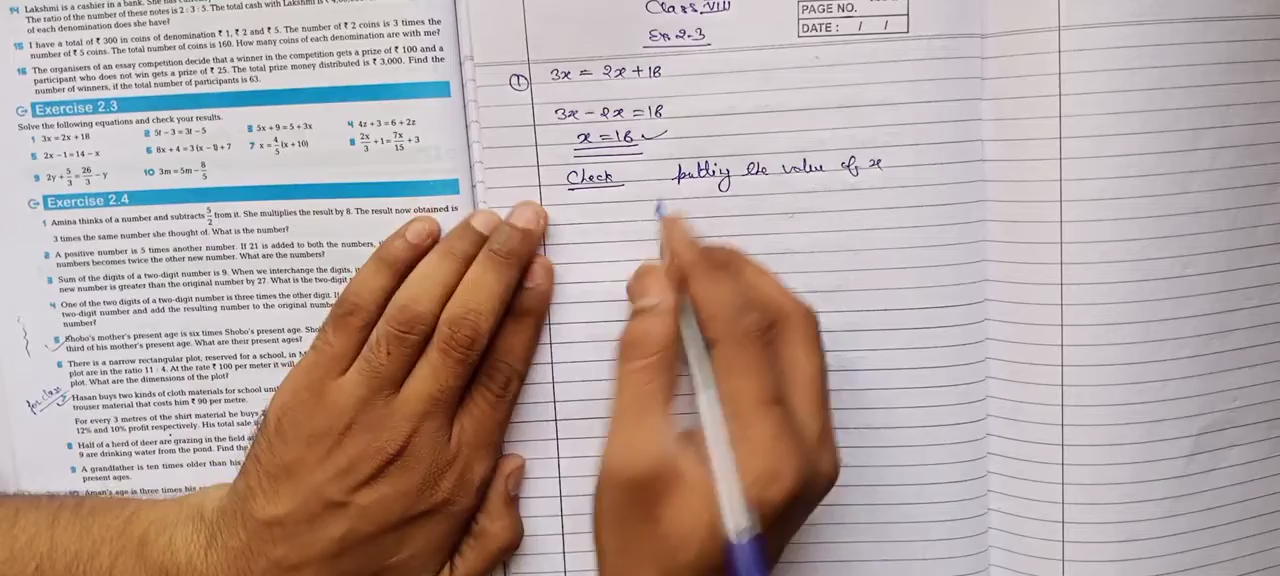 14 Lakshmi is a cashier in a bank. She
The ratio of the number of these notes is 2 : 3 : 5. The total cash with Lakshmi is ₹
of each denomination does she have?
15 I have a total of ₹ 300 in coins of denomination ₹ 1, ₹ 2 and ₹ 5. The number of ₹ 2 coins is 3 times the
number of ₹ 5 coins. The total number of coins is 160. How many coins of each denomination are with me?
16 The organisers of an essay competition decide that a winner in the competition gets a prize of ₹ 100 and a
participant who does not win gets a prize of ₹ 25. The total prize money distributed is ₹ 3,000. Find the
number of winners, if the total number of participants is 63.
Exercise 2.3
Solve the following equations and check your results.
1 3x = 2x + 18 2 5t - 3 = 3t - 5 3 5x + 9 = 5 + 3x 4 4z + 3 = 6 + 2z
5 2x - 1 = 14 - x 6 8x + 4 = 3 (x - 1) + 7 7 x = 4/5 (x + 10) 8 2x/3 + 1 = 7x/15 + 3
9 2y + 5/3 = 26/3 - y 10 3m = 5m - 8/5
Exercise 2.4
1 Amina thinks of a number and subtracts 5/2 from it. She multiplies the result by 8. The result now obtained is
3 times the same number she thought of. What is the number?
2 A positive number is 5 times another number. If 21 is added to both the numbers,
numbers becomes twice the other new number. What are the numbers?
3 Sum of the digits of a two-digit number is 9. When we interchange the digits,
new number is greater than the original number by 27. What is the two-digit
4 One of the two digits of a two-digit number is three times the other digit.
two-digit number and add the resulting number to the original
number?
5 Shobo's mother's present age is six times Shobo's present age.
third of his mother's present age. What are their present ages?
6 There is a narrow rectangular plot, reserved for a school, in
plot are in the ratio 11 : 4. At the rate ₹ 100 per meter it will
plot. What are the dimensions of the plot?
for class
Hasan buys two kinds of cloth materials for school
trouser material that costs him ₹ 90 per metre.
For every 3 metres of the shirt material he buys
12% and 10% profit respectively. His total sale
8 Half of a herd of deer are grazing in the field
9 are drinking water from the pond. Find the
9 A grandfather is ten times older than his
present ages.
10 Aman's age is three times his
Class VIII
Ex 2.3
PAGE NO.
DATE : / /
1 3x = 2x + 18
3x - 2x = 18
x = 18
Check putting the value of x